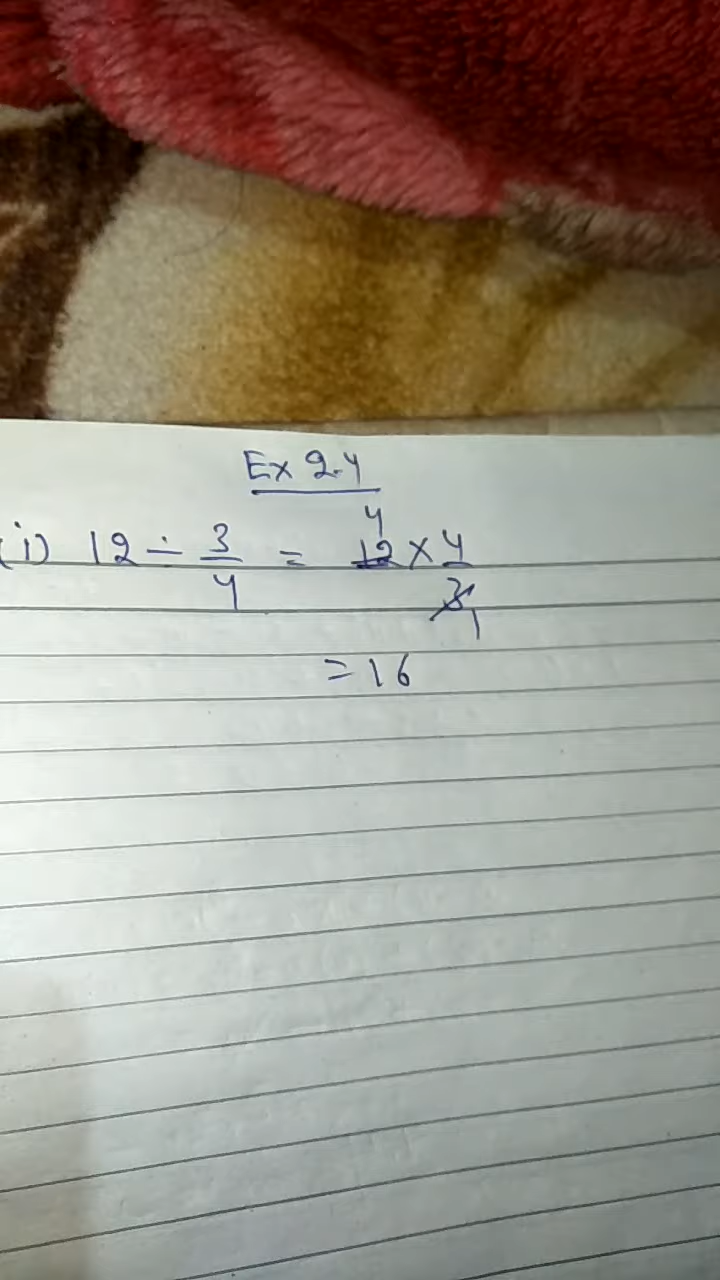 Ex 2.4
(i) 12 ÷ 3/4 = 12 4 × 4/3 1
= 16